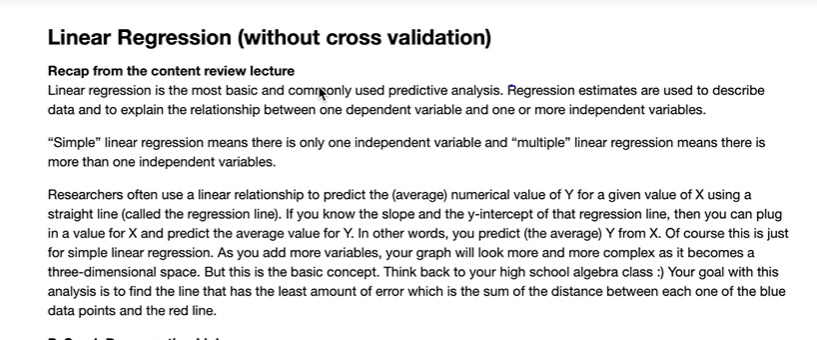 Linear Regression (without cross validation)
Recap from the content review lecture
Linear regression is the most basic and commonly used predictive analysis. Regression estimates are used to describe
data and to explain the relationship between one dependent variable and one or more independent variables.
“Simple” linear regression means there is only one independent variable and “multiple” linear regression means there is
more than one independent variables.
Researchers often use a linear relationship to predict the (average) numerical value of Y for a given value of X using a
straight line (called the regression line). If you know the slope and the y-intercept of that regression line, then you can plug
in a value for X and predict the average value for Y. In other words, you predict (the average) Y from X. Of course this is just
for simple linear regression. As you add more variables, your graph will look more and more complex as it becomes a
three-dimensional space. But this is the basic concept. Think back to your high school algebra class :) Your goal with this
analysis is to find the line that has the least amount of error which is the sum of the distance between each one of the blue
data points and the red line.